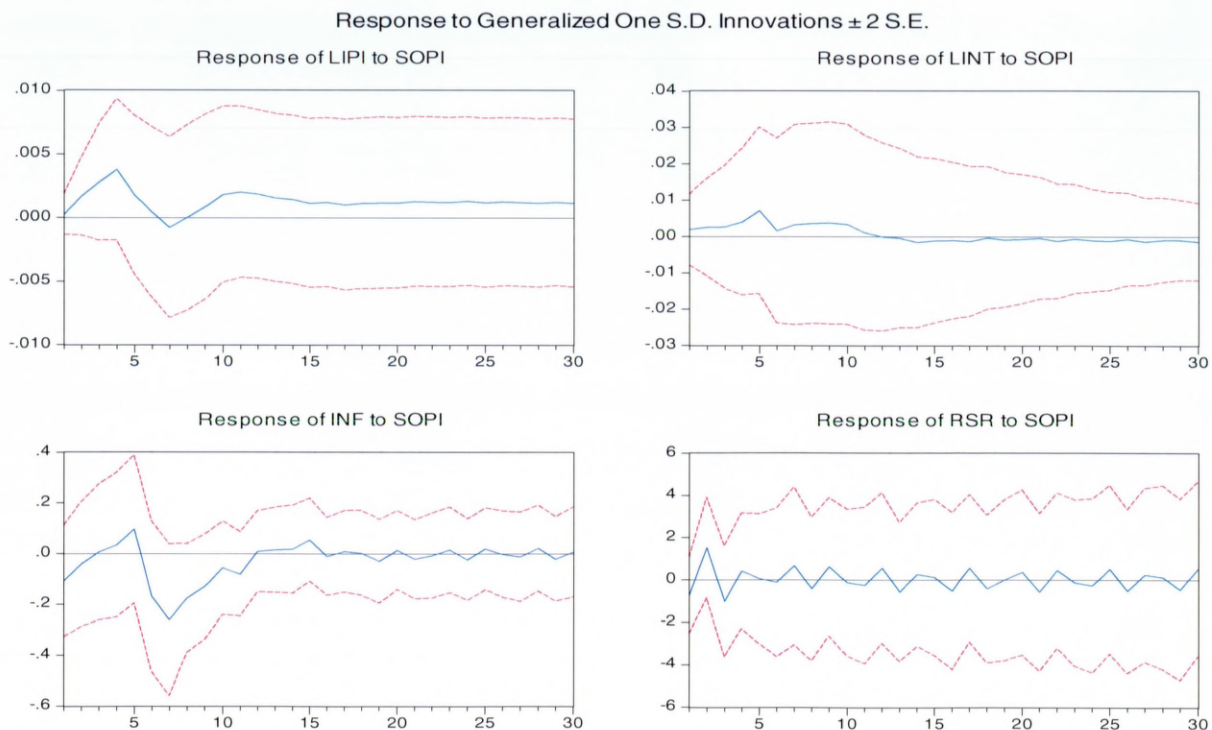 Response to Generalized One S.D. Innovations ± 2 S.E.
Response of LIPI to SOPI
.010
.005
.000
-.005
-.010
5 10 15 20 25 30
Response of LINT to SOPI
.04
.03
.02
.01
.00
-.01
-.02
-.03
5 10 15 20 25 30
Response of INF to SOPI
.4
.2
.0
-.2
-.4
-.6
5 10 15 20 25 30
Response of RSR to SOPI
6
4
2
0
-2
-4
-6
5 10 15 20 25 30